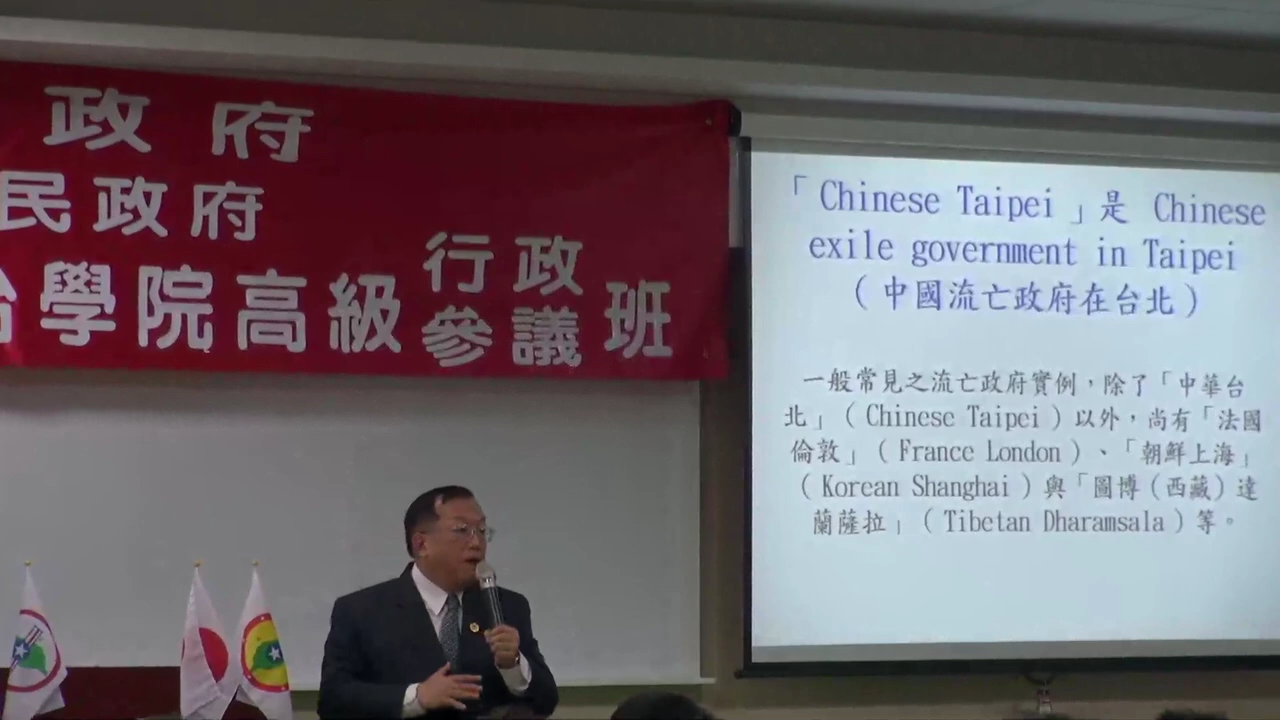 政府
民政府
學院高級行政參議班
「Chinese Taipei」是 Chinese
exile government in Taipei
(中國流亡政府在台北)
一般常見之流亡政府實例,除了「中華台
北」(Chinese Taipei)以外,尚有「法國
倫敦」(France London)、「朝鮮上海」
(Korean Shanghai)與「圖博(西藏)達
蘭薩拉」(Tibetan Dharamsala)等。